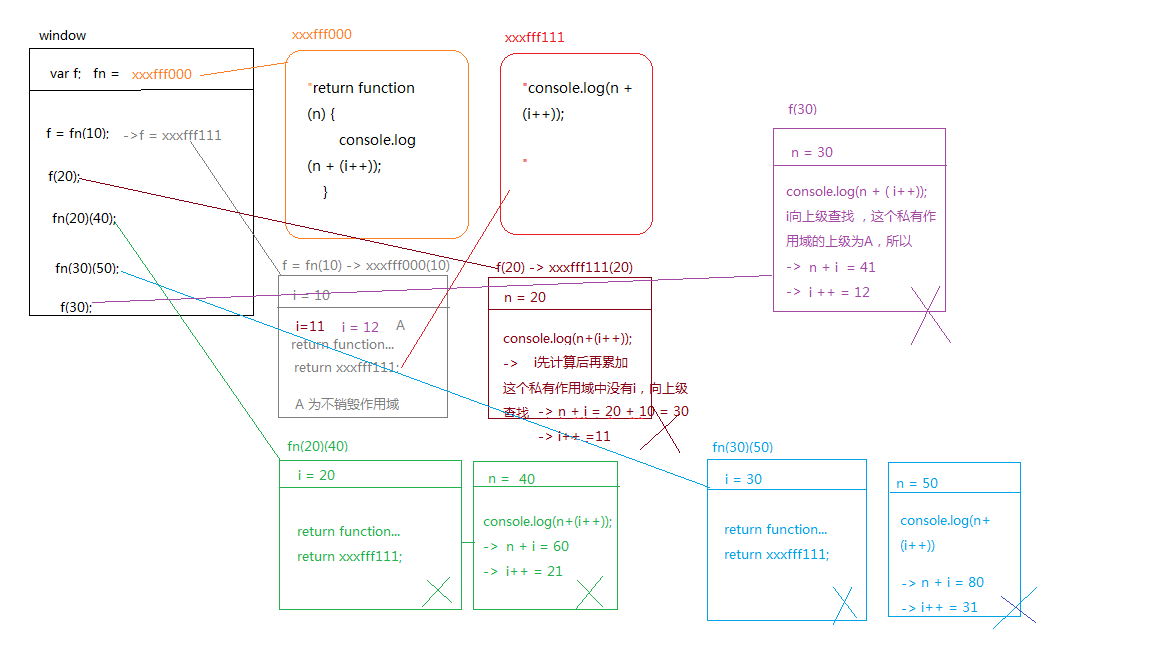 window
var f;   fn =   xxxfff000
f = fn(10);   ->f = xxxfff111
f(20);
fn(20)(40);
fn(30)(50);
f(30);
xxxfff000
"return function
(n) {
console.log
(n + (i++));
}
xxxfff111
"console.log(n +
(i++));
"
f(30)
n = 30
console.log(n + ( i++));
i向上级查找 ，这个私有作
用域的上级为A，所以
->  n + i  = 41
->  i ++ = 12
f = fn(10) -> xxxfff000(10)
i = 10
i=11   i = 12   A
return function...
return xxxfff111;
A 为不销毁作用域
f(20) -> xxxfff111(20)
n = 20
console.log(n+(i++));
->   i先计算后再累加
这个私有作用域中没有i，向上级
查找  -> n + i = 20 + 10 = 30
-> i++ =11
fn(20)(40)
i = 20
return function...
return xxxfff111;
n =  40
console.log(n+(i++));
->  n + i = 60
->  i++ = 21
fn(30)(50)
i = 30
return function...
return xxxfff111;
n = 50
console.log(n+
(i++))
-> n + i = 80
-> i++ = 31